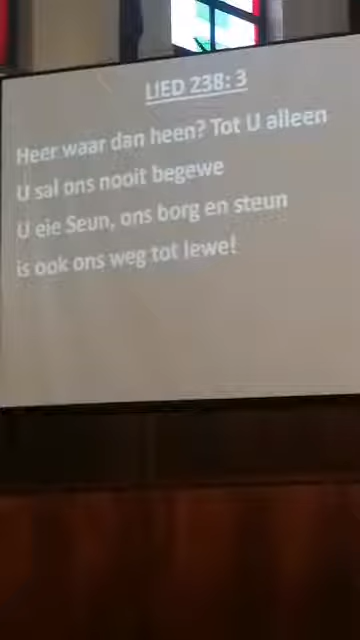 LIED 238: 3
Heer waar dan heen? Tot U alleen
U sal ons nooit begewe
U eie Seun, ons borg en steun
is ook ons weg tot lewe!